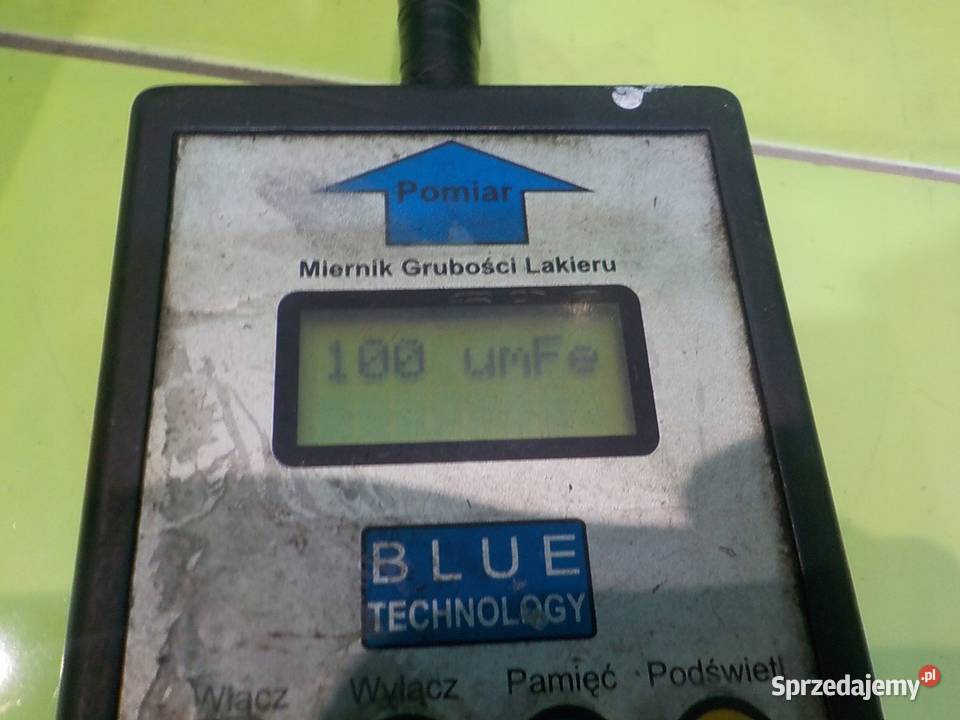 Pomiar
Miernik Grubości Lakieru
100 umFe
BLUE
TECHNOLOGY
Włącz Wyłącz Pamięć Podświetl
Sprzedajemy.pl